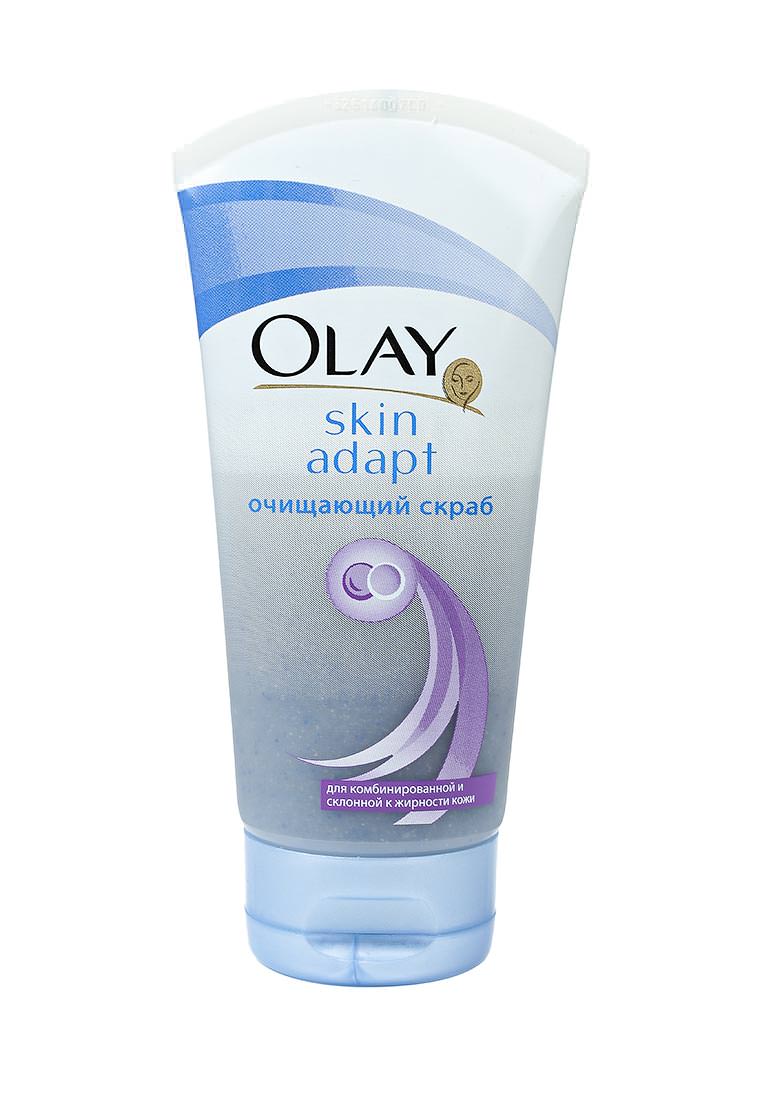 OLAY
skin
adapt
очищающий скраб
для комбинированной и
склонной к жирности кожи